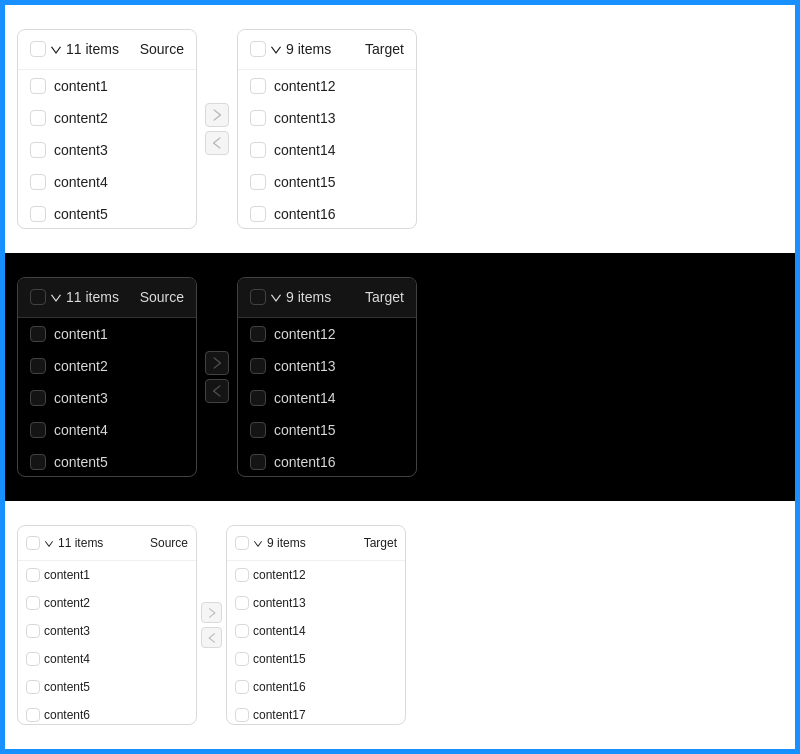 11 items Source
content1
content2
content3
content4
content5
9 items Target
content12
content13
content14
content15
content16
11 items Source
content1
content2
content3
content4
content5
9 items Target
content12
content13
content14
content15
content16
11 items Source
content1
content2
content3
content4
content5
content6
9 items Target
content12
content13
content14
content15
content16
content17